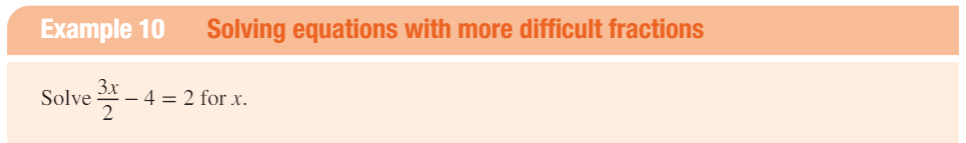 Example 10 Solving equations with more difficult fractions
Solve 3x/2 – 4 = 2 for x.